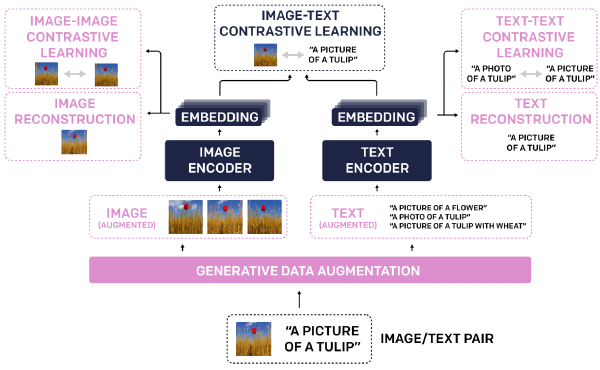 IMAGE-IMAGE
CONTRASTIVE LEARNING
IMAGE
RECONSTRUCTION
IMAGE-TEXT
CONTRASTIVE LEARNING
"A PICTURE
OF A TULIP"
TEXT-TEXT
CONTRASTIVE
LEARNING
"A PHOTO
OF A TULIP"
"A PICTURE
OF A TULIP"
TEXT
RECONSTRUCTION
"A PICTURE
OF A TULIP"
EMBEDDING
EMBEDDING
IMAGE
ENCODER
TEXT
ENCODER
IMAGE
(AUGMENTED)
TEXT
(AUGMENTED)
"A PICTURE OF A FLOWER"
"A PHOTO OF A TULIP"
"A PICTURE OF A TULIP WITH WHEAT"
GENERATIVE DATA AUGMENTATION
"A PICTURE
OF A TULIP"
IMAGE/TEXT PAIR